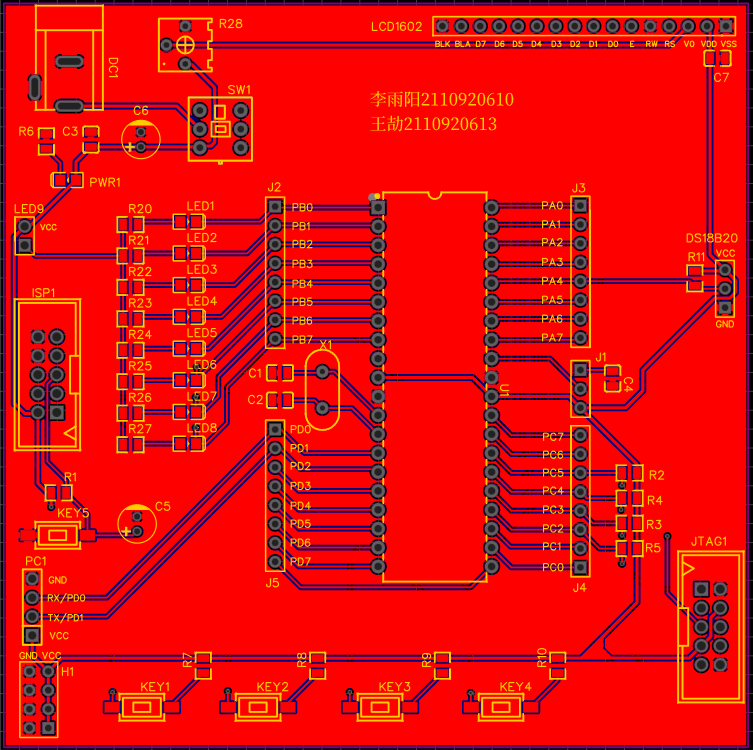 R28
LCD1602
BLK BLA D7 D6 D5 D4 D3 D2 D1 D0 E RW RS VO VDD VSS
DC1
C7
SW1
李雨阳2110920610
王劼2110920613
C6
R6
C3
PWR1
LED9
VCC
J2
J3
R20 LED1 PB0 PA0
R21 LED2 PB1 PA1
R22 LED3 PB2 PA2
R23 LED4 PB3 PA3
R24 LED5 PB4 PA4
R25 LED6 PB5 PA5
R26 LED7 PB6 PA6
R27 LED8 PB7 PA7
DS18B20
R11
VCC
GND
ISP1
X1
C1
C2
U1
J1
C4
PD0 PC7
PD1 PC6
PD2 PC5
PD3 PC4
PD4 PC3
PD5 PC2
PD6 PC1
PD7 PC0
J5
J4
R2
R4
R3
R5
R1
KEY5
C5
JTAG1
PC1
GND
RX/PD0
TX/PD1
VCC
GND VCC
H1
R7
R8
R9
R10
KEY1
KEY2
KEY3
KEY4